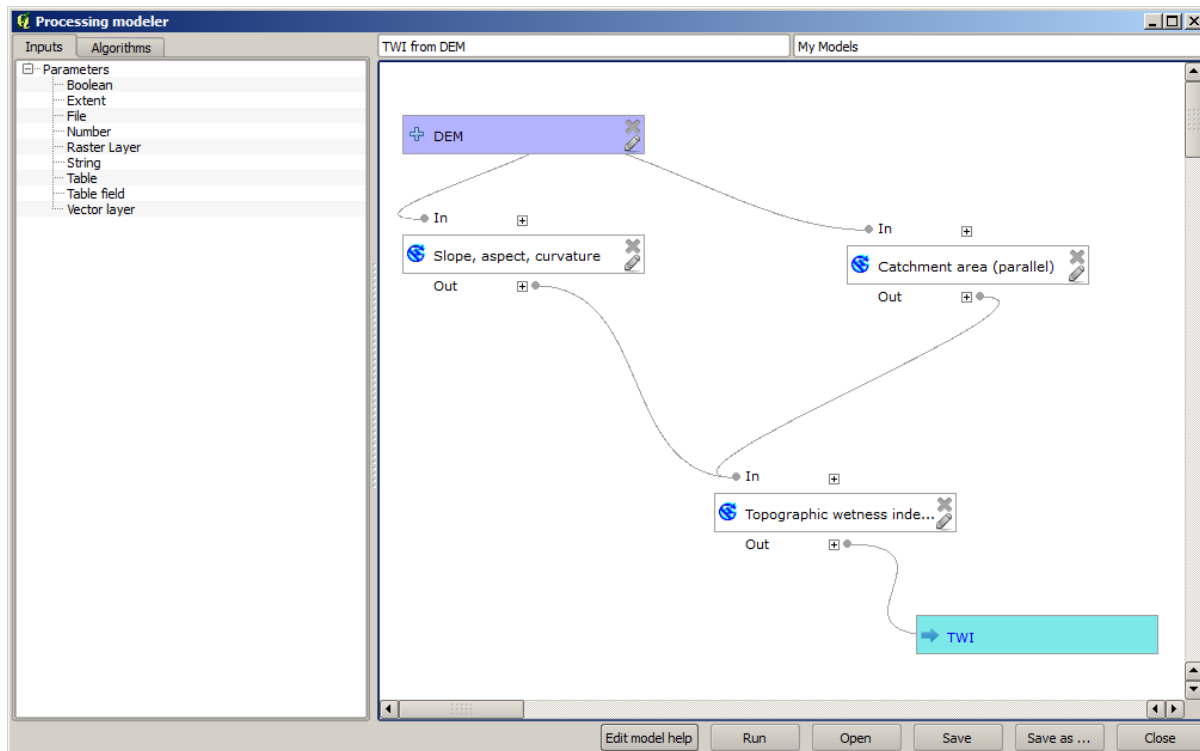 Processing modeler
Inputs
Algorithms
TWI from DEM
My Models
Parameters
Boolean
Extent
File
Number
Raster Layer
String
Table
Table field
Vector layer
DEM
In
Slope, aspect, curvature
Out
In
Catchment area (parallel)
Out
In
Topographic wetness inde...
Out
TWI
Edit model help
Run
Open
Save
Save as ...
Close